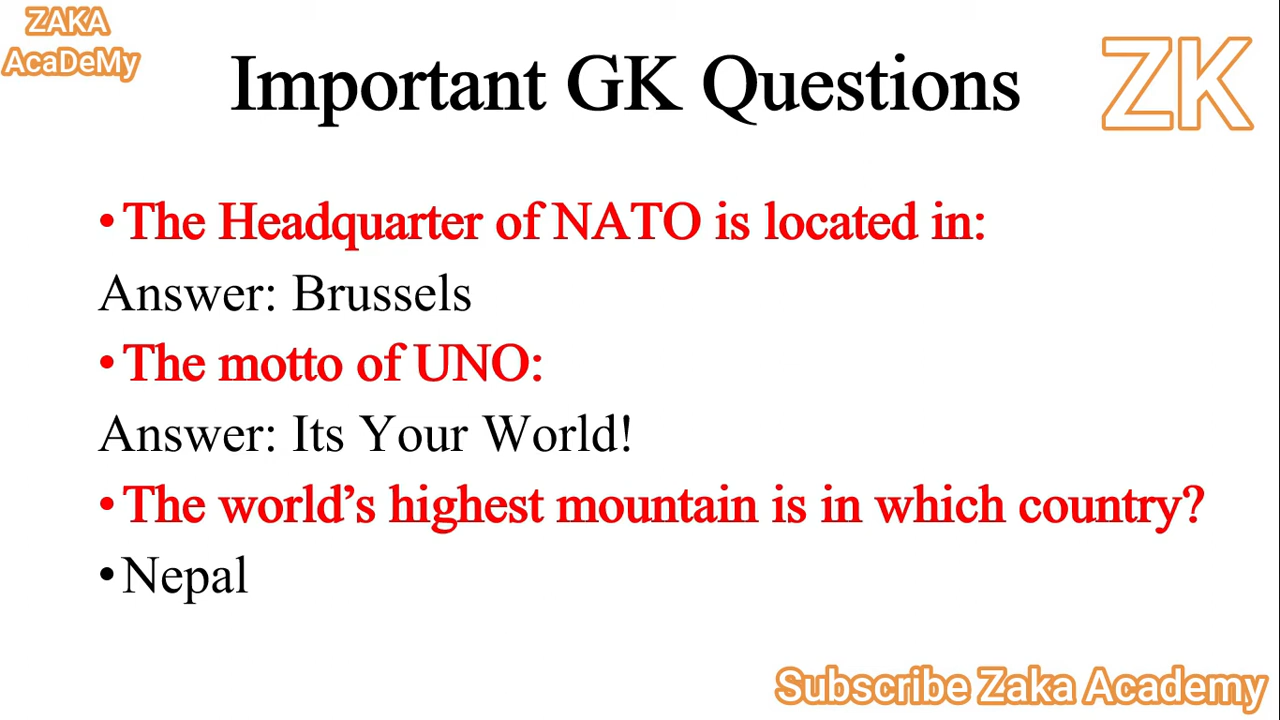 ZAKA
AcaDeMy
Important GK Questions
ZK
•The Headquarter of NATO is located in:
Answer: Brussels
•The motto of UNO:
Answer: Its Your World!
•The world’s highest mountain is in which country?
•Nepal
Subscribe Zaka Academy